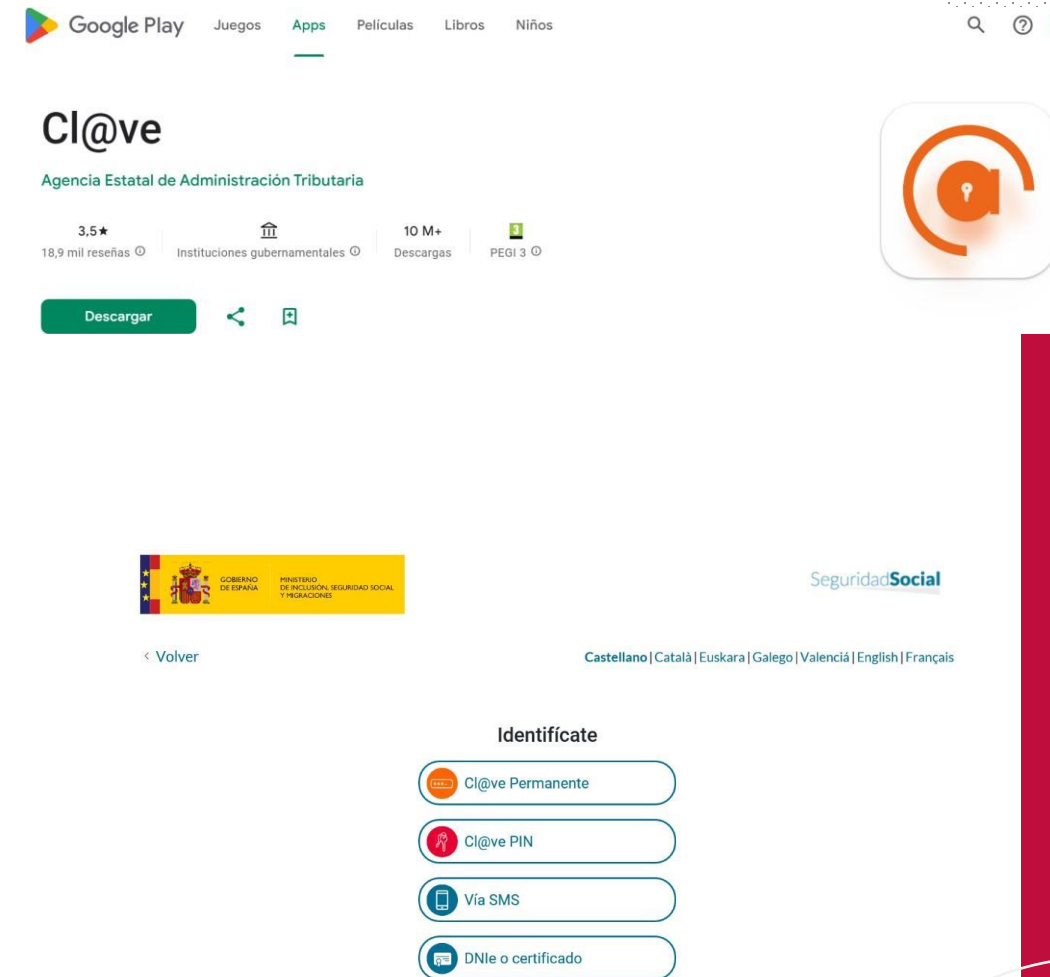 Google Play Juegos Apps Películas Libros Niños
Cl@ve
Agencia Estatal de Administración Tributaria
3,5★ 10 M+ 3
18,9 mil reseñas Instituciones gubernamentales Descargas PEGI 3
Descargar
GOBIERNO DE ESPAÑA
MINISTERIO DE INCLUSIÓN, SEGURIDAD SOCIAL Y MIGRACIONES
SeguridadSocial
< Volver
Castellano | Català | Euskara | Galego | Valenciá | English | Français
Identifícate
Cl@ve Permanente
Cl@ve PIN
Vía SMS
DNIe o certificado